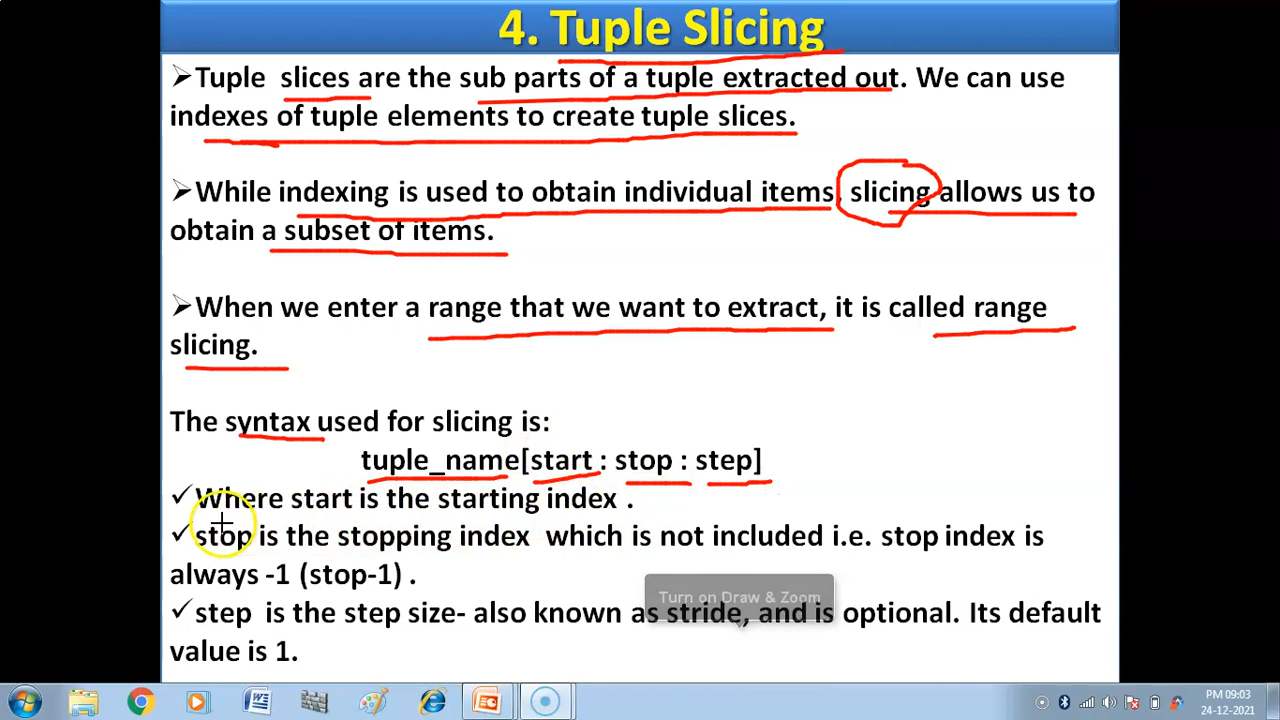 4. Tuple Slicing
➢Tuple slices are the sub parts of a tuple extracted out. We can use
indexes of tuple elements to create tuple slices.
➢While indexing is used to obtain individual items, slicing allows us to
obtain a subset of items.
➢When we enter a range that we want to extract, it is called range
slicing.
The syntax used for slicing is:
tuple_name[start : stop : step]
✓Where start is the starting index .
✓stop is the stopping index which is not included i.e. stop index is
always -1 (stop-1) .
Turn on Draw & Zoom
✓step is the step size- also known as stride, and is optional. Its default
value is 1.
PM 09:03
24-12-2021